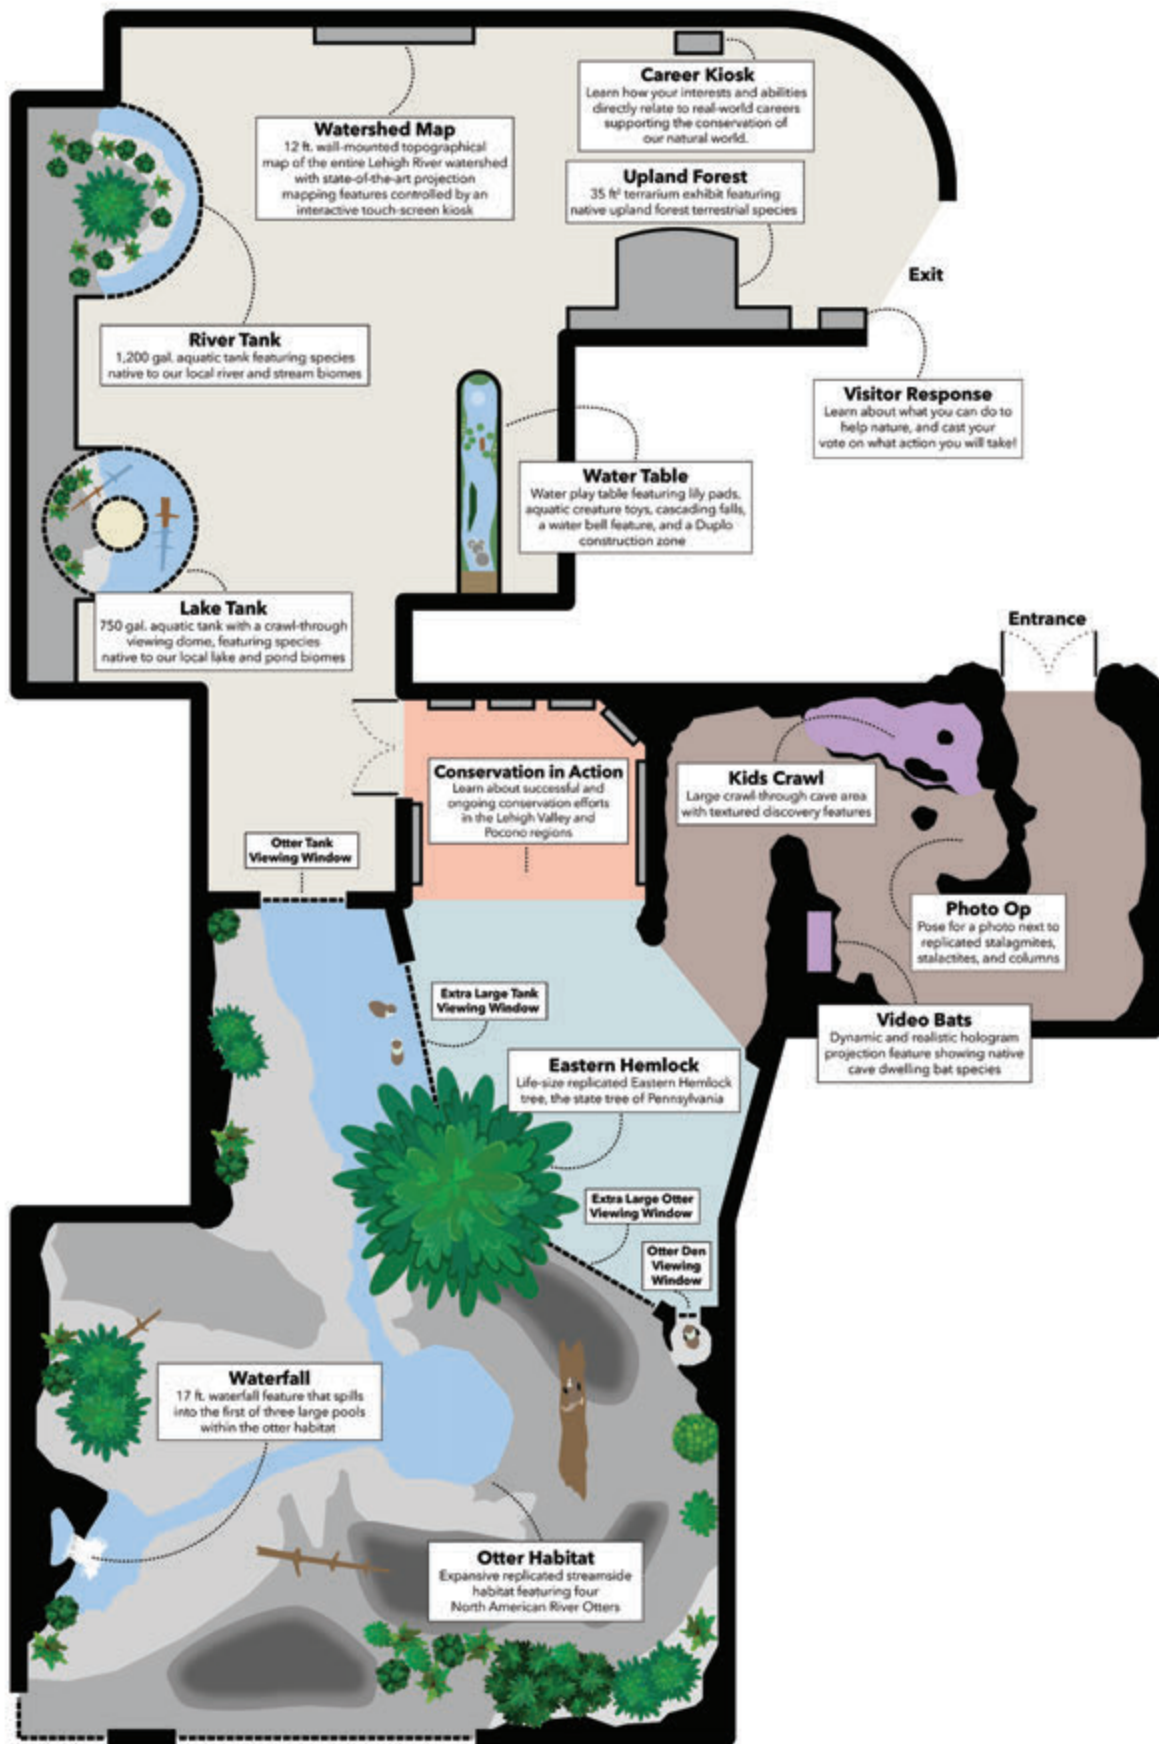 Career Kiosk
Learn how your interests and abilities
directly relate to real-world careers
supporting the conservation of
our natural world.
Watershed Map
12 ft. wall-mounted topographical
map of the entire Lehigh River watershed
with state-of-the-art projection
mapping features controlled by an
interactive touch-screen kiosk
Upland Forest
35 ft² terrarium exhibit featuring
native upland forest terrestrial species
Exit
River Tank
1,200 gal. aquatic tank featuring species
native to our local river and stream biomes
Visitor Response
Learn about what you can do to
help nature, and cast your
vote on what action you will take!
Water Table
Water play table featuring lily pads,
aquatic creature toys, cascading falls,
a water bell feature, and a Duplo
construction zone
Lake Tank
750 gal. aquatic tank with a crawl-through
viewing dome, featuring species
native to our local lake and pond biomes
Entrance
Conservation in Action
Learn about successful and
ongoing conservation efforts
in the Lehigh Valley and
Pocono regions
Kids Crawl
Large crawl-through cave area
with textured discovery features
Otter Tank
Viewing Window
Photo Op
Pose for a photo next to
replicated stalagmites,
stalactites, and columns
Extra Large Tank
Viewing Window
Video Bats
Dynamic and realistic hologram
projection feature showing native
cave dwelling bat species
Eastern Hemlock
Life-size replicated Eastern Hemlock
tree, the state tree of Pennsylvania
Extra Large Otter
Viewing Window
Otter Den
Viewing
Window
Waterfall
17 ft. waterfall feature that spills
into the first of three large pools
within the otter habitat
Otter Habitat
Expansive replicated streamside
habitat featuring four
North American River Otters